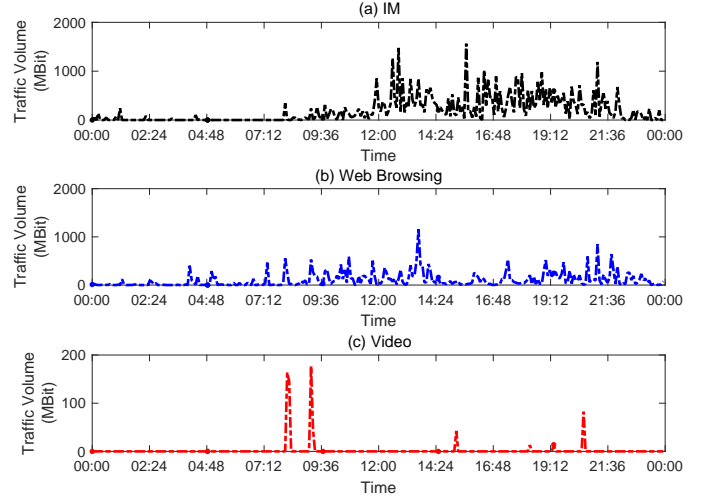 (a) IM
Traffic Volume
(MBit)
2000
1000
0
00:00 02:24 04:48 07:12 09:36 12:00 14:24 16:48 19:12 21:36 00:00
Time
(b) Web Browsing
Traffic Volume
(MBit)
2000
1000
0
00:00 02:24 04:48 07:12 09:36 12:00 14:24 16:48 19:12 21:36 00:00
Time
(c) Video
Traffic Volume
(MBit)
200
100
0
00:00 02:24 04:48 07:12 09:36 12:00 14:24 16:48 19:12 21:36 00:00
Time